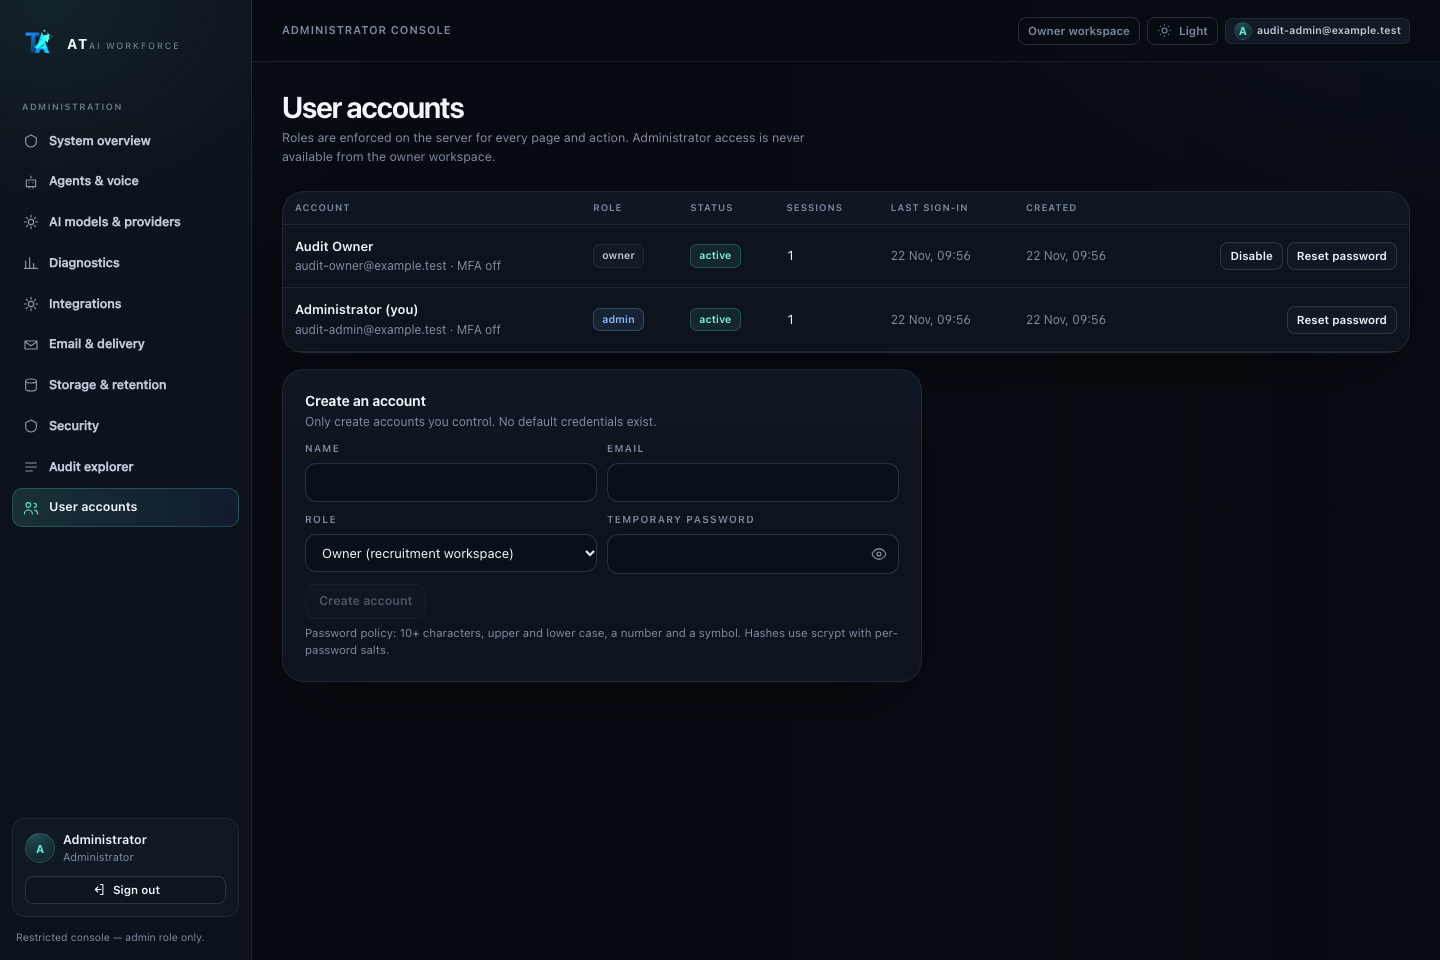 AT AI WORKFORCE
ADMINISTRATION
System overview
Agents & voice
AI models & providers
Diagnostics
Integrations
Email & delivery
Storage & retention
Security
Audit explorer
User accounts
A
Administrator
Administrator
Sign out
Restricted console — admin role only.
ADMINISTRATOR CONSOLE
Owner workspace
Light
A audit-admin@example.test
User accounts
Roles are enforced on the server for every page and action. Administrator access is never
available from the owner workspace.
ACCOUNT ROLE STATUS SESSIONS LAST SIGN-IN CREATED
Audit Owner
audit-owner@example.test · MFA off
owner active 1 22 Nov, 09:56 22 Nov, 09:56 Disable Reset password
Administrator (you)
audit-admin@example.test · MFA off
admin active 1 22 Nov, 09:56 22 Nov, 09:56 Reset password
Create an account
Only create accounts you control. No default credentials exist.
NAME EMAIL
ROLE TEMPORARY PASSWORD
Owner (recruitment workspace)
Create account
Password policy: 10+ characters, upper and lower case, a number and a symbol. Hashes use scrypt with per-
password salts.